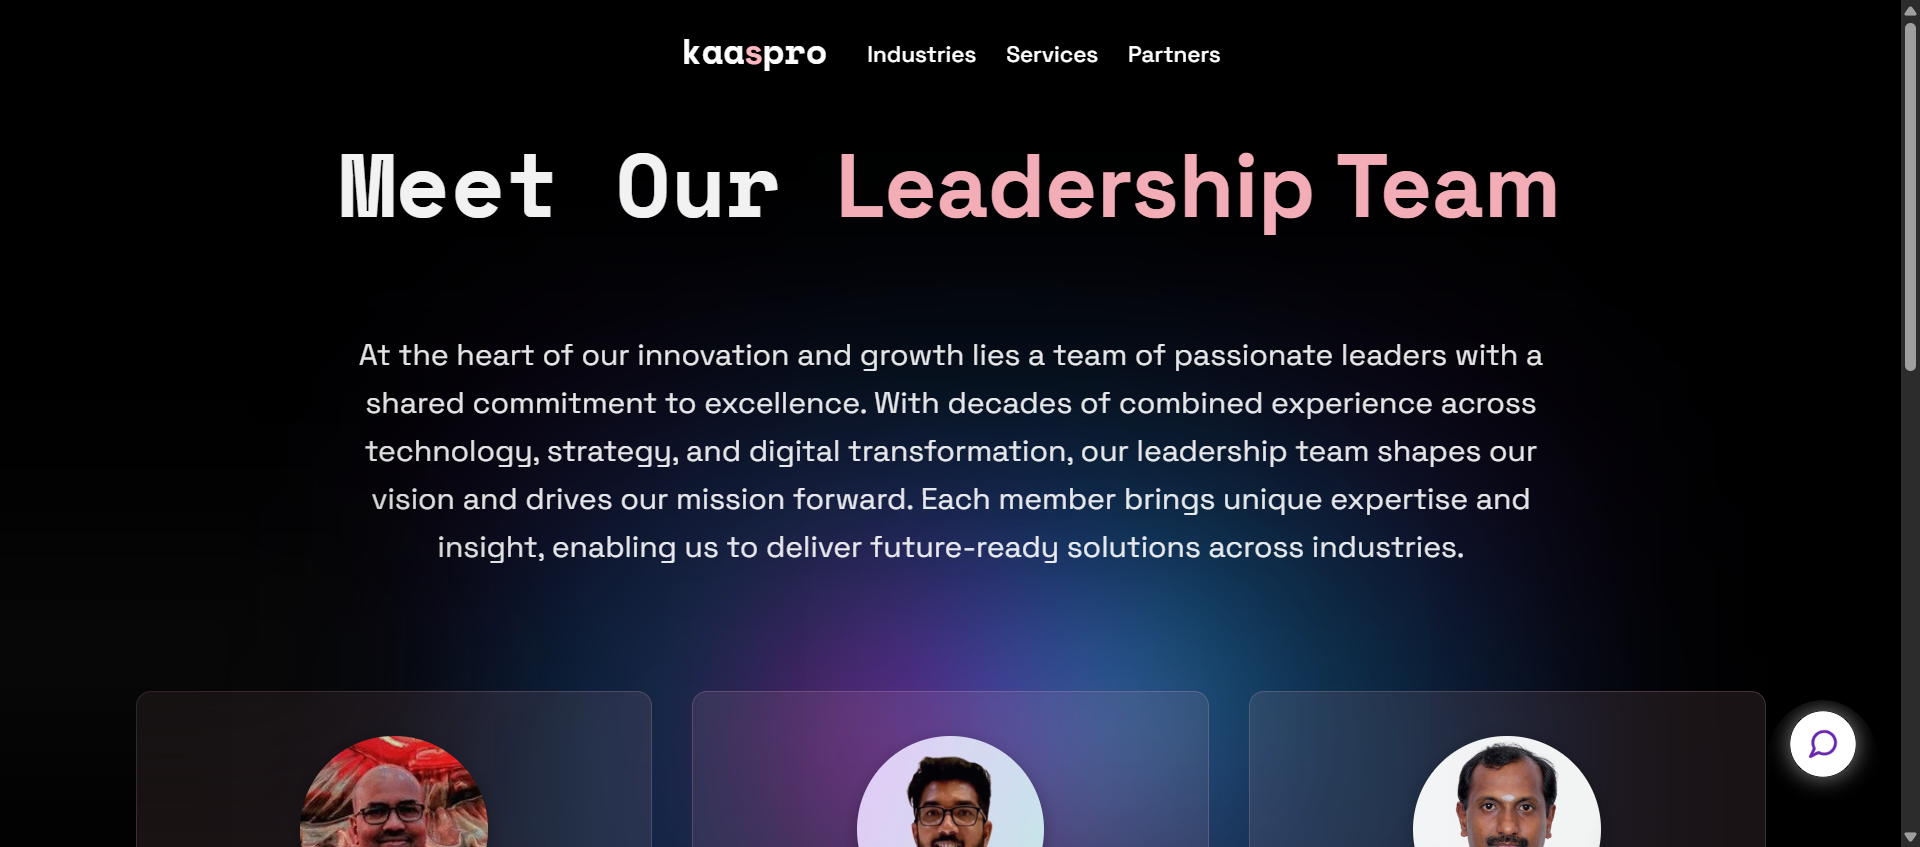 kaaspro Industries Services Partners
Meet Our Leadership Team
At the heart of our innovation and growth lies a team of passionate leaders with a
shared commitment to excellence. With decades of combined experience across
technology, strategy, and digital transformation, our leadership team shapes our
vision and drives our mission forward. Each member brings unique expertise and
insight, enabling us to deliver future-ready solutions across industries.